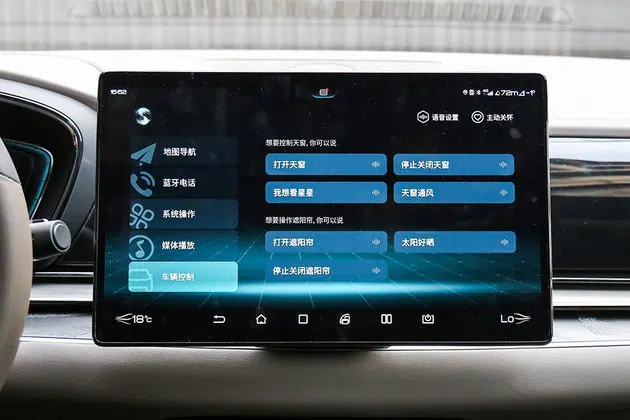 15:52
72m
语音设置
主动关怀
地图导航
蓝牙电话
系统操作
媒体播放
车辆控制
想要控制天窗, 你可以说
打开天窗
停止关闭天窗
我想看星星
天窗通风
想要操作遮阳帘, 你可以说
打开遮阳帘
太阳好晒
停止关闭遮阳帘
18°C
Lo